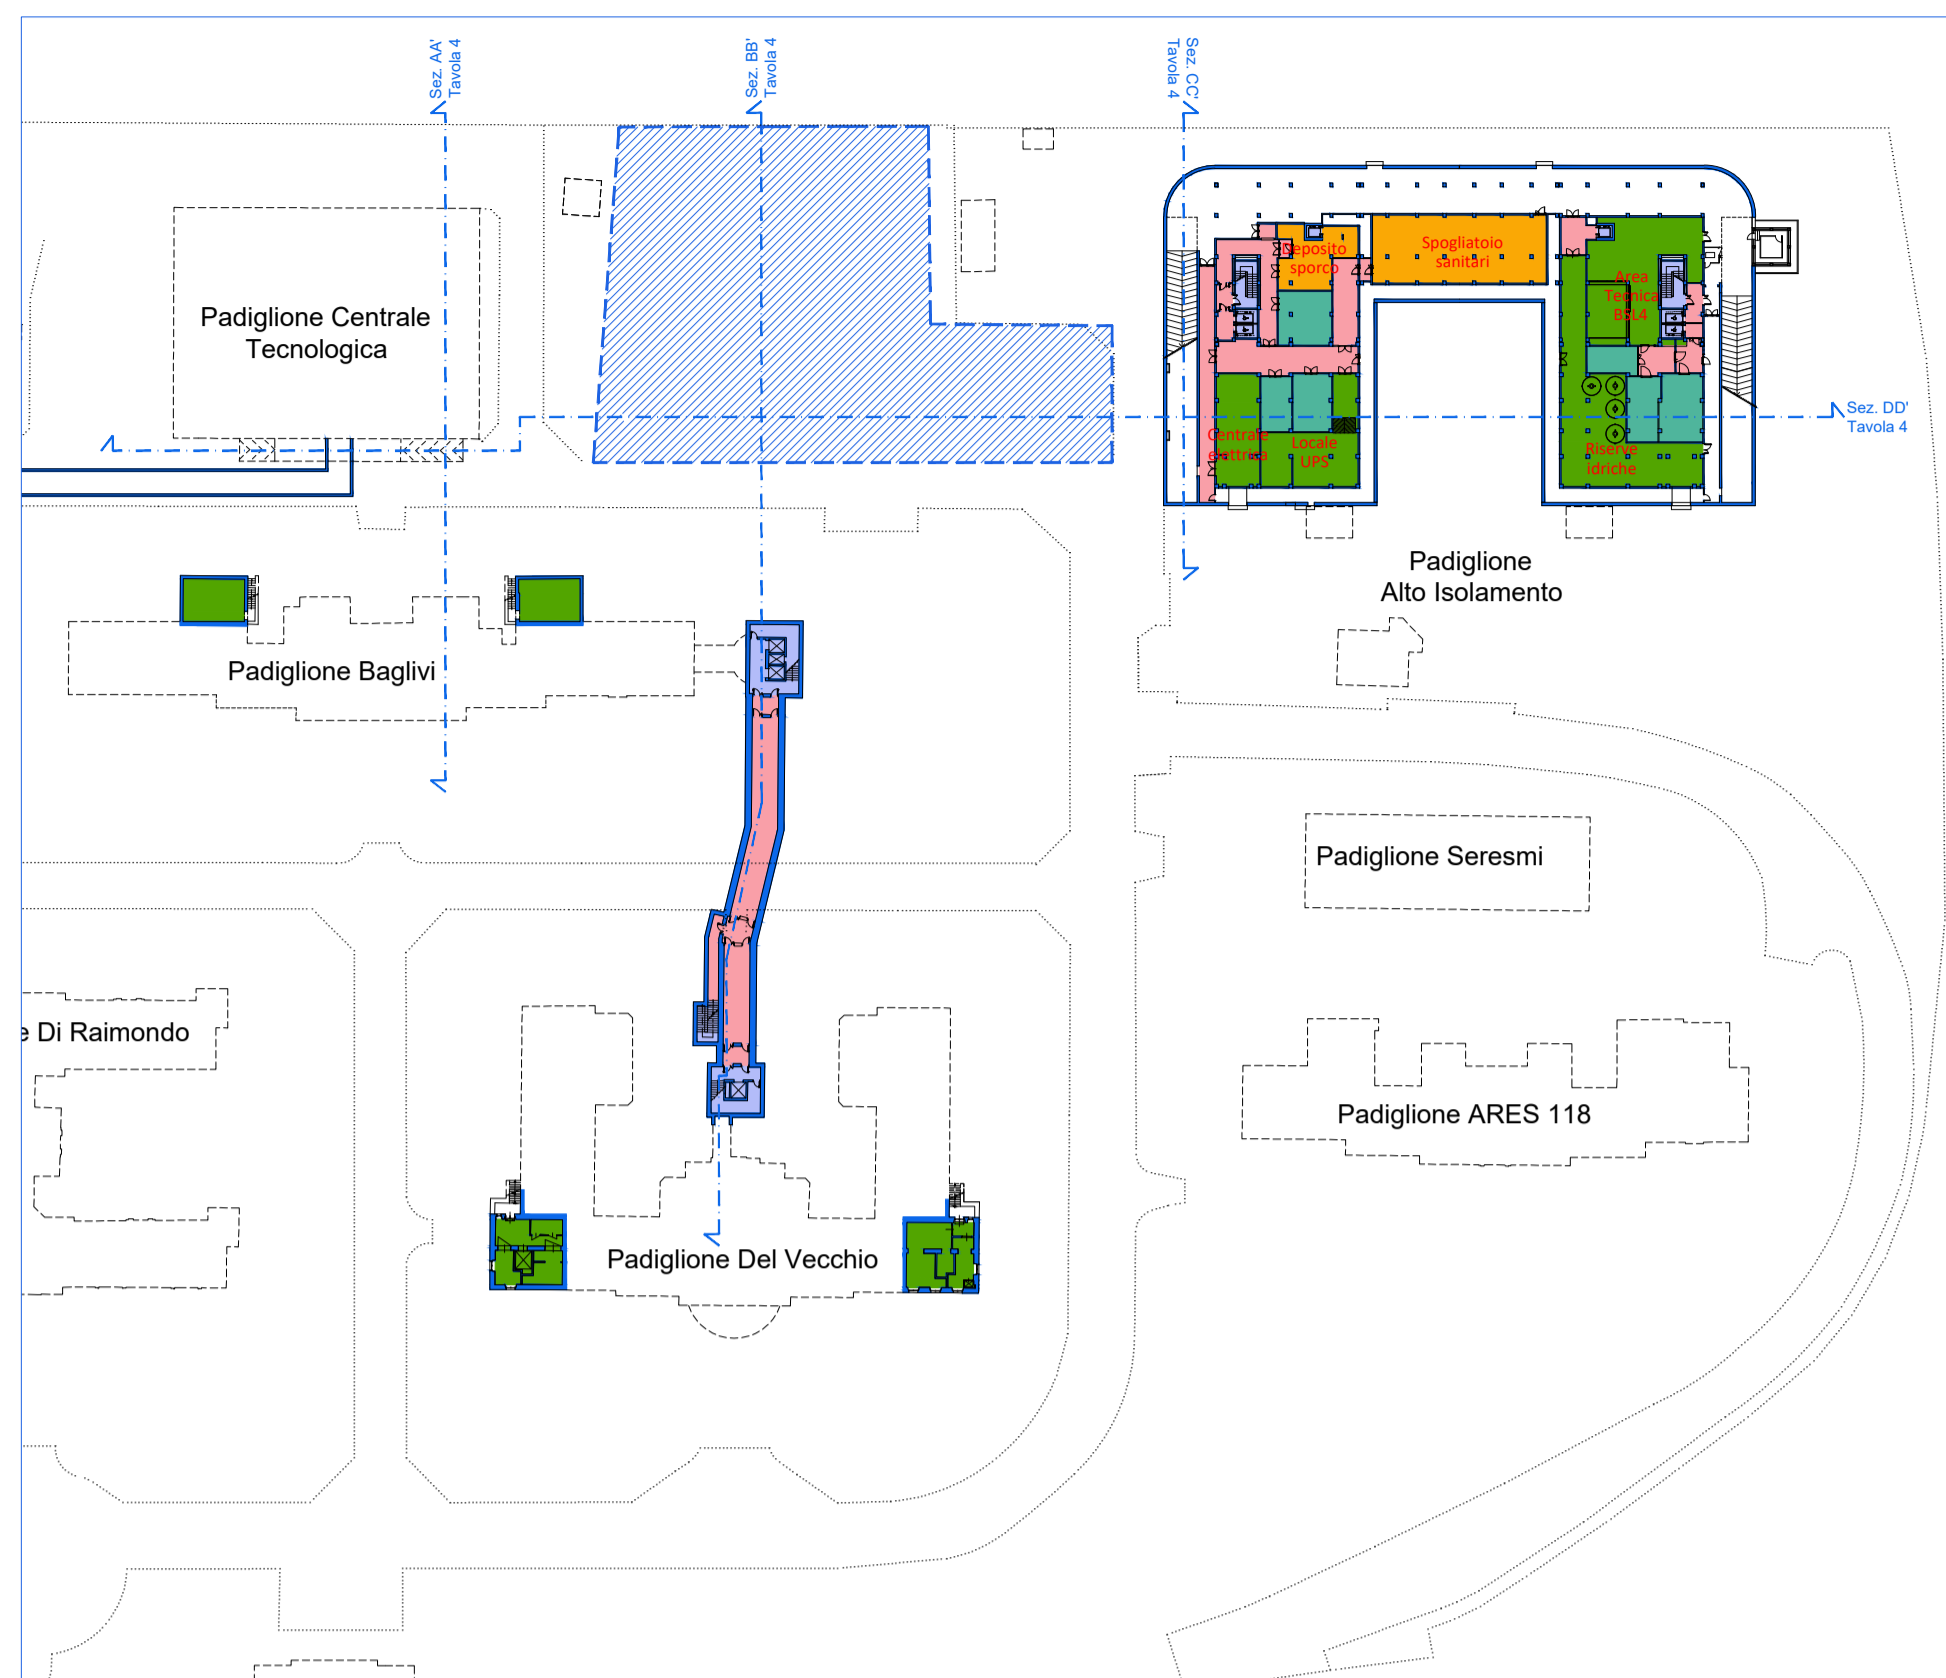 Sez. AA'
Tavola 4
Sez. BB'
Tavola 4
Sez. CC'
Tavola 4
Padiglione Centrale
Tecnologica
Deposito
sporco
Spogliatoio
sanitari
Area
Tecnica
BSL4
Centrale
elettrica
Locale
UPS
Riserve
idriche
Sez. DD'
Tavola 4
Padiglione
Alto Isolamento
Padiglione Baglivi
Padiglione Seresmi
e Di Raimondo
Padiglione ARES 118
Padiglione Del Vecchio